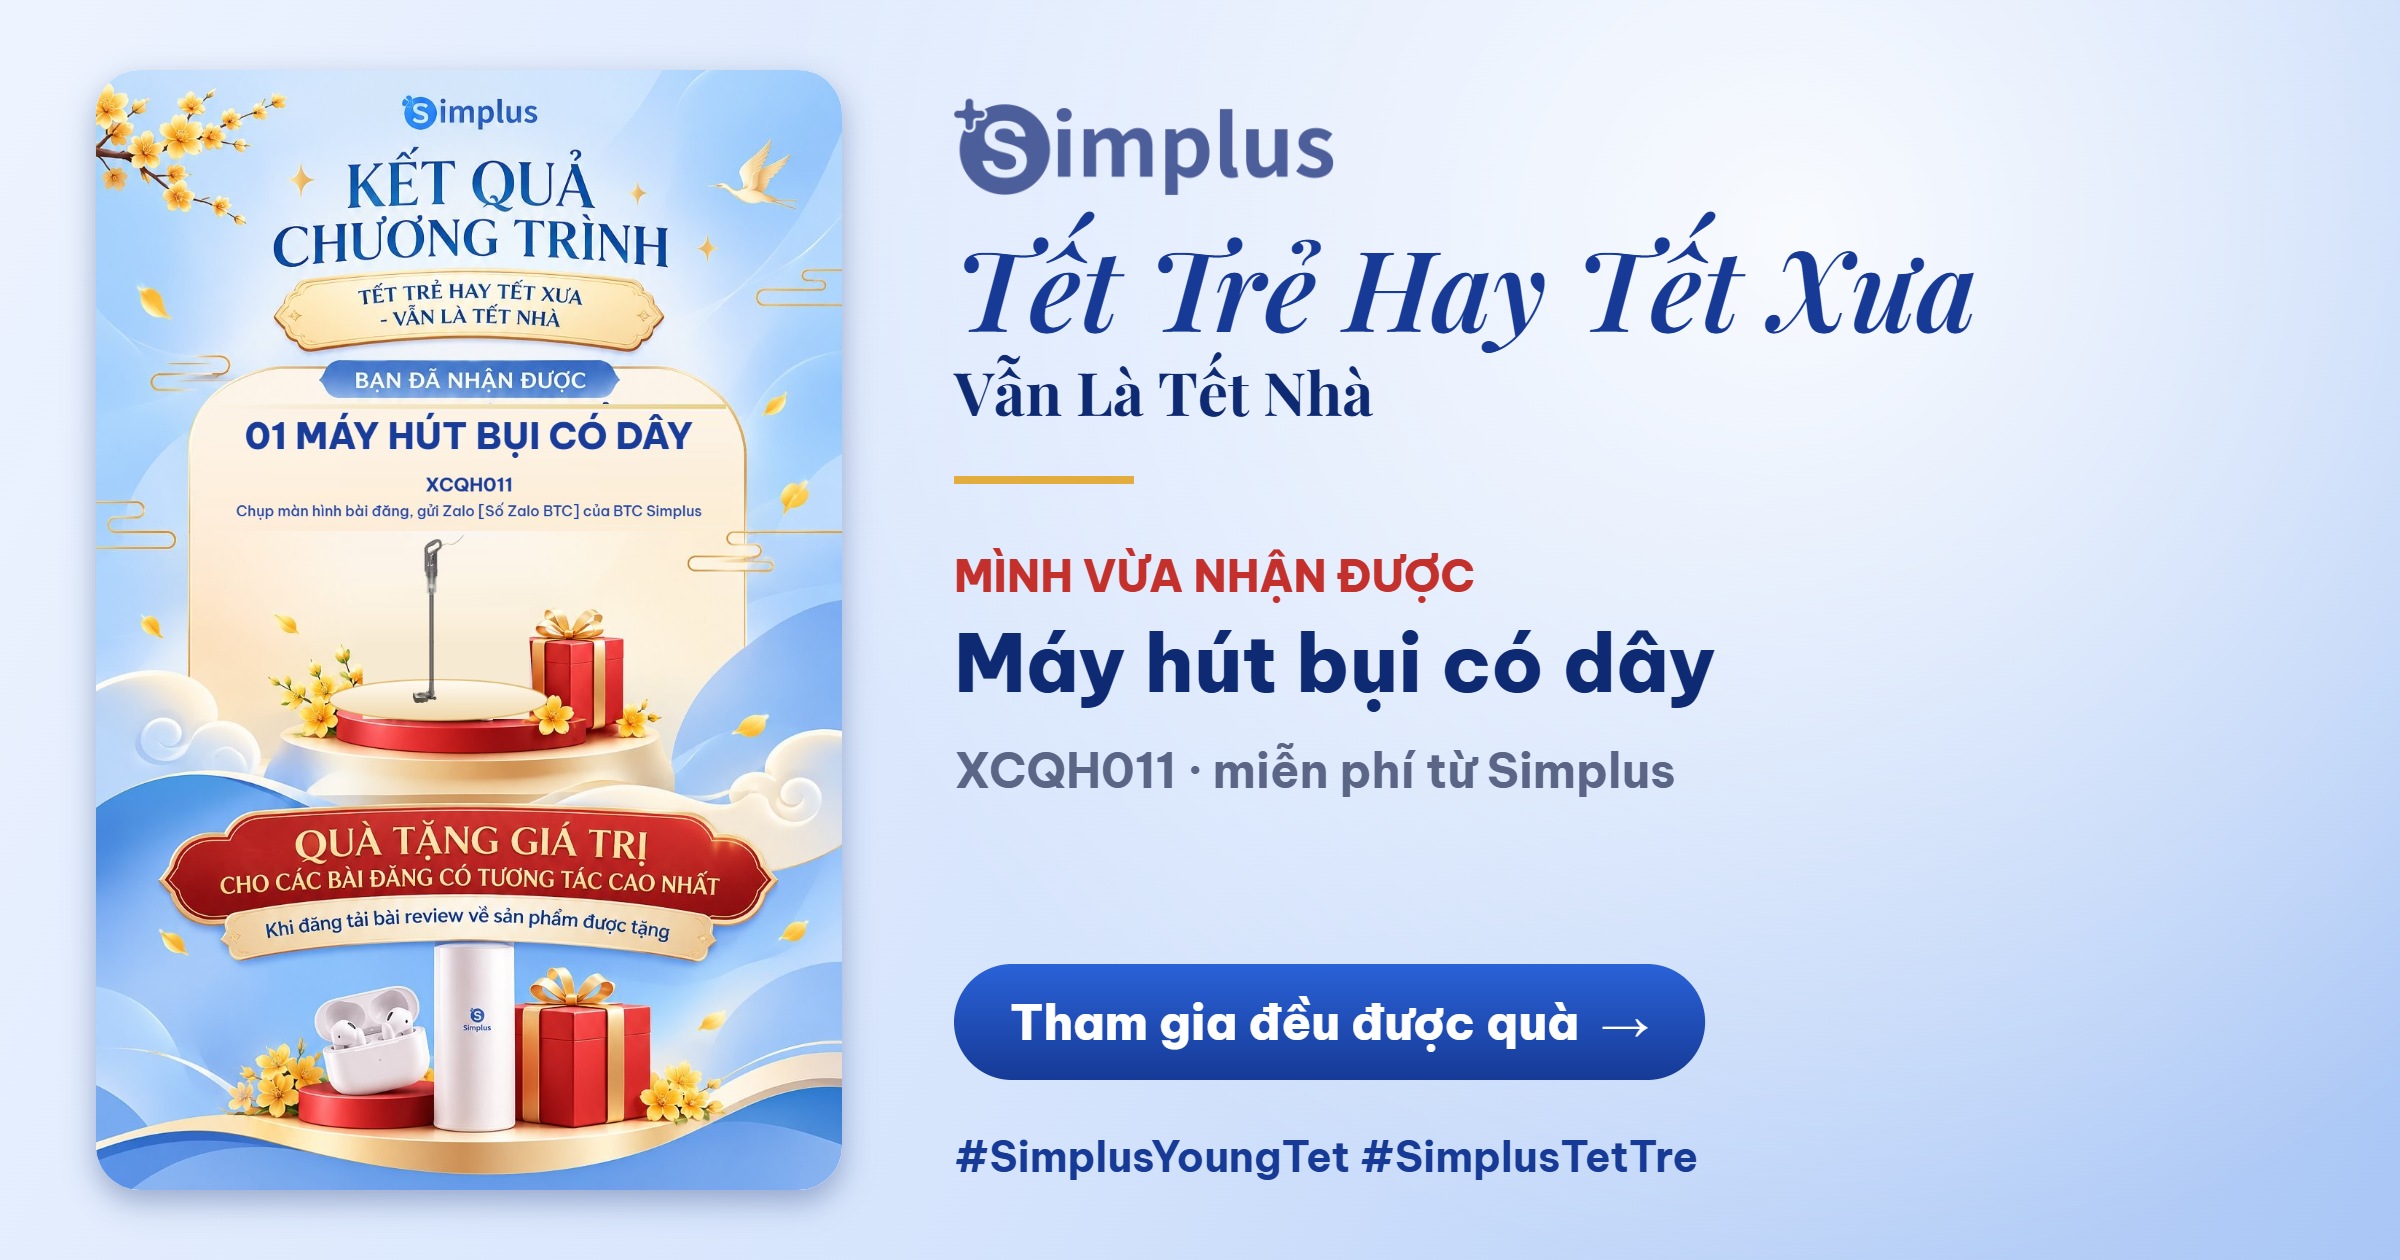 Simplus
KẾT QUẢ
CHƯƠNG TRÌNH
TẾT TRẺ HAY TẾT XƯA
- VẪN LÀ TẾT NHÀ
BẠN ĐÃ NHẬN ĐƯỢC
01 MÁY HÚT BỤI CÓ DÂY
XCQH011
Chụp màn hình bài đăng, gửi Zalo [Số Zalo BTC] của BTC Simplus
QUÀ TẶNG GIÁ TRỊ
CHO CÁC BÀI ĐĂNG CÓ TƯƠNG TÁC CAO NHẤT
Khi đăng tải bài review về sản phẩm được tặng
S
Simplus
Simplus
Tết Trẻ Hay Tết Xưa
Vẫn Là Tết Nhà
MÌNH VỪA NHẬN ĐƯỢC
Máy hút bụi có dây
XCQH011 · miễn phí từ Simplus
Tham gia đều được quà →
#SimplusYoungTet #SimplusTetTre